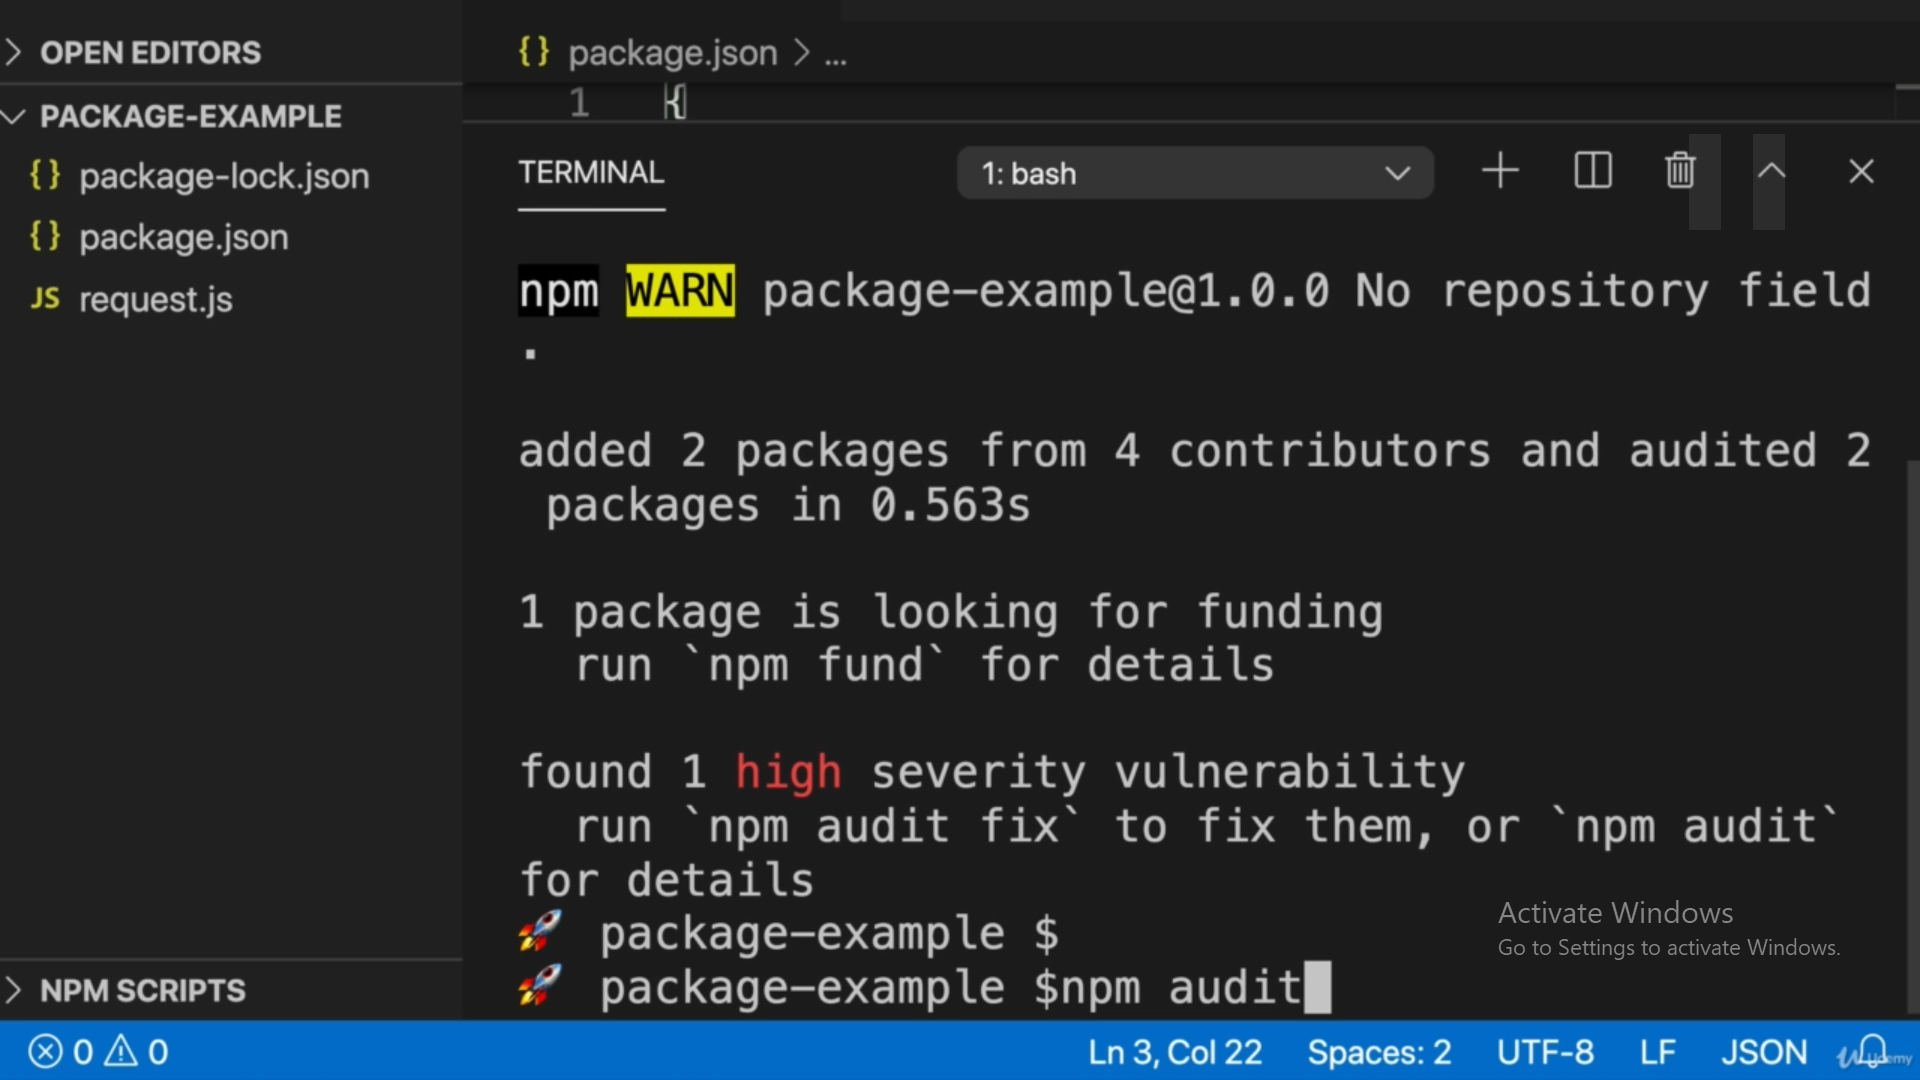 OPEN EDITORS
PACKAGE-EXAMPLE
{} package-lock.json
{} package.json
JS request.js
NPM SCRIPTS
{} package.json > ...
1 {
TERMINAL
1: bash
npm WARN package-example@1.0.0 No repository field
.
added 2 packages from 4 contributors and audited 2
packages in 0.563s
1 package is looking for funding
run `npm fund` for details
found 1 high severity vulnerability
run `npm audit fix` to fix them, or `npm audit`
for details
🚀 package-example $
🚀 package-example $npm audit
Activate Windows
Go to Settings to activate Windows.
0 0
Ln 3, Col 22
Spaces: 2
UTF-8
LF
JSON
Udemy